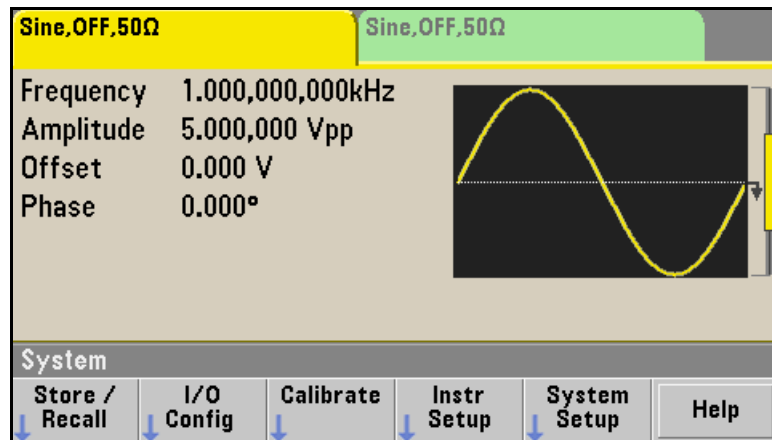 Sine,OFF,50Ω
Sine,OFF,50Ω
Frequency 1.000,000,000kHz
Amplitude 5.000,000 Vpp
Offset 0.000 V
Phase 0.000°
System
Store / Recall
I/O Config
Calibrate
Instr Setup
System Setup
Help